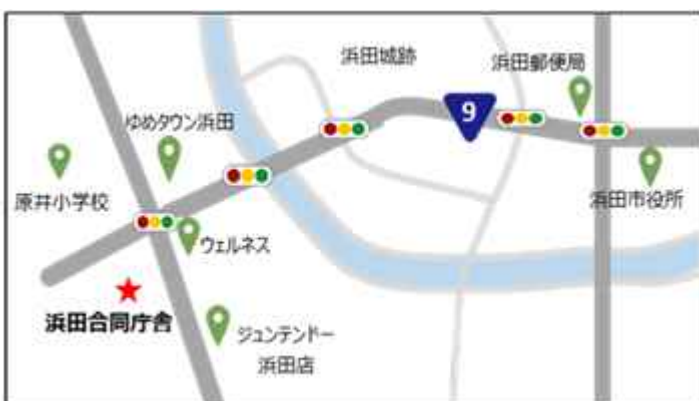 浜田城跡
浜田郵便局
9
ゆめタウン浜田
原井小学校
浜田市役所
ウェルネス
浜田合同庁舎
ジュンテンドー
浜田店